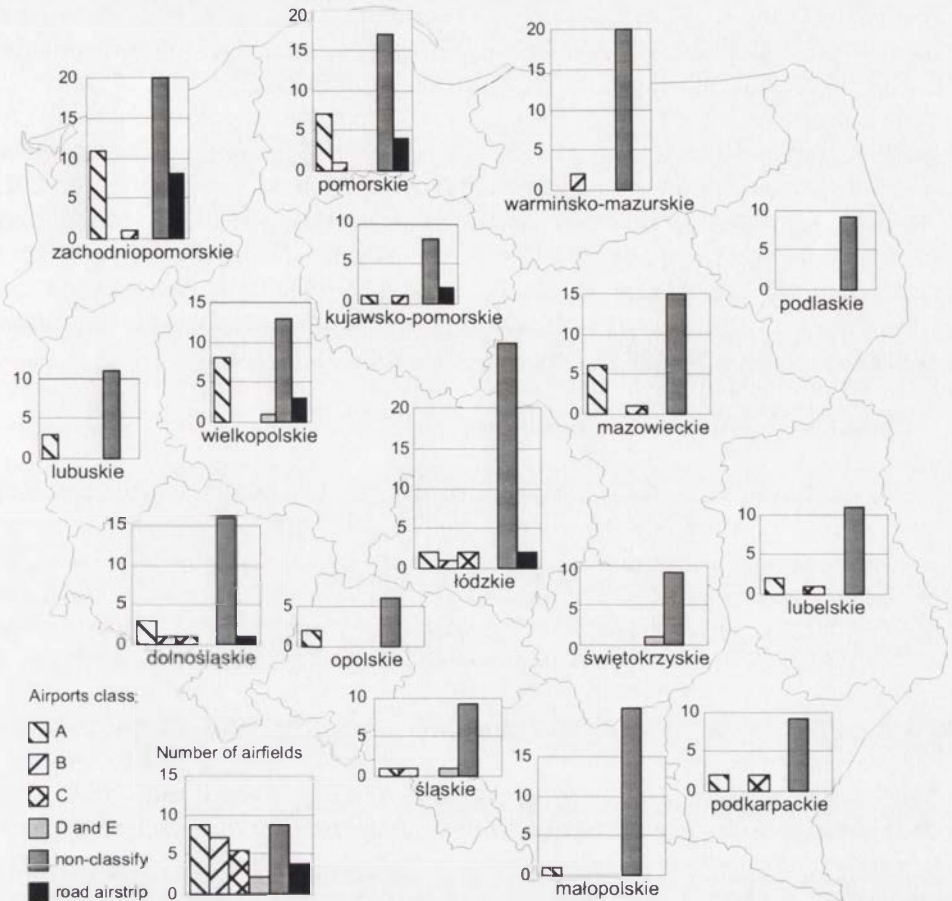 20
15
10
5
0
pomorskie
20
15
10
5
0
warmińsko-mazurskie
20
15
10
5
0
zachodniopomorskie
10
5
0
kujawsko-pomorskie
10
5
0
podlaskie
15
10
5
0
wielkopolskie
15
10
5
0
mazowieckie
10
5
0
lubuskie
20
15
10
5
0
łódzkie
10
5
0
lubelskie
15
10
5
0
dolnośląskie
5
0
opolskie
10
5
0
świętokrzyskie
10
5
0
śląskie
20
15
10
5
0
małopolskie
10
5
0
podkarpackie
Airports class:
A
B
C
D and E
non-classify
road airstrip
Number of airfields
15
10
5
0